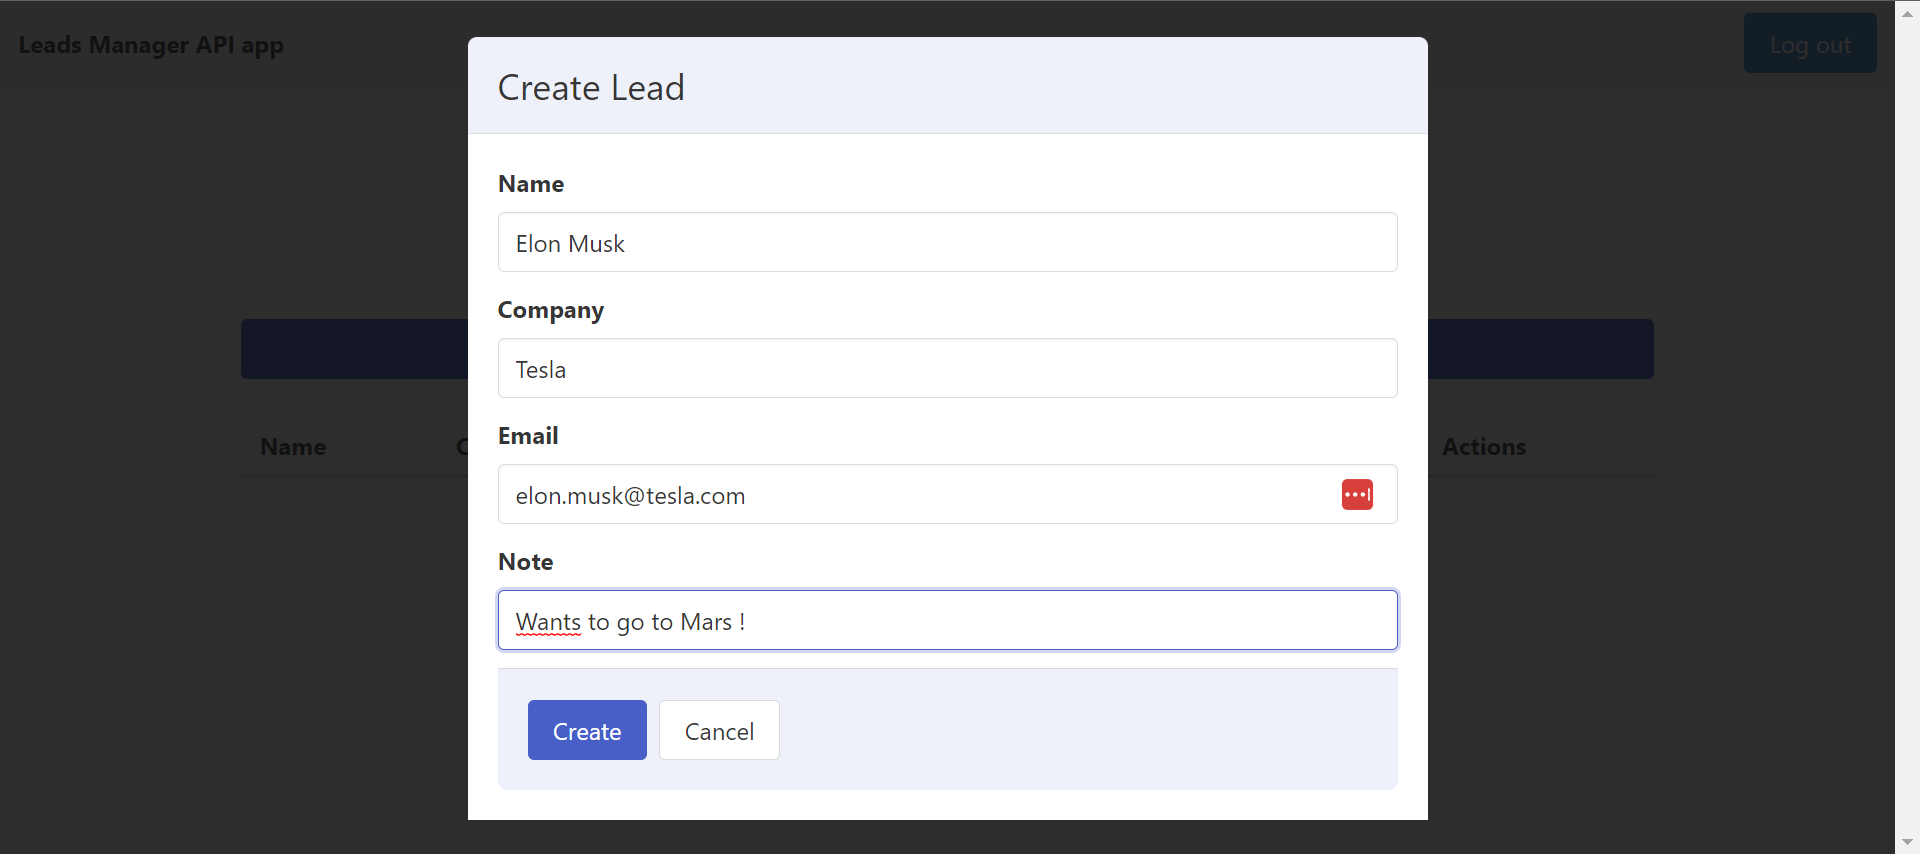 Leads Manager API app
Log out
Create Lead
Name
Elon Musk
Company
Tesla
Email
elon.musk@tesla.com
Note
Wants to go to Mars !
Create
Cancel
Name
Actions